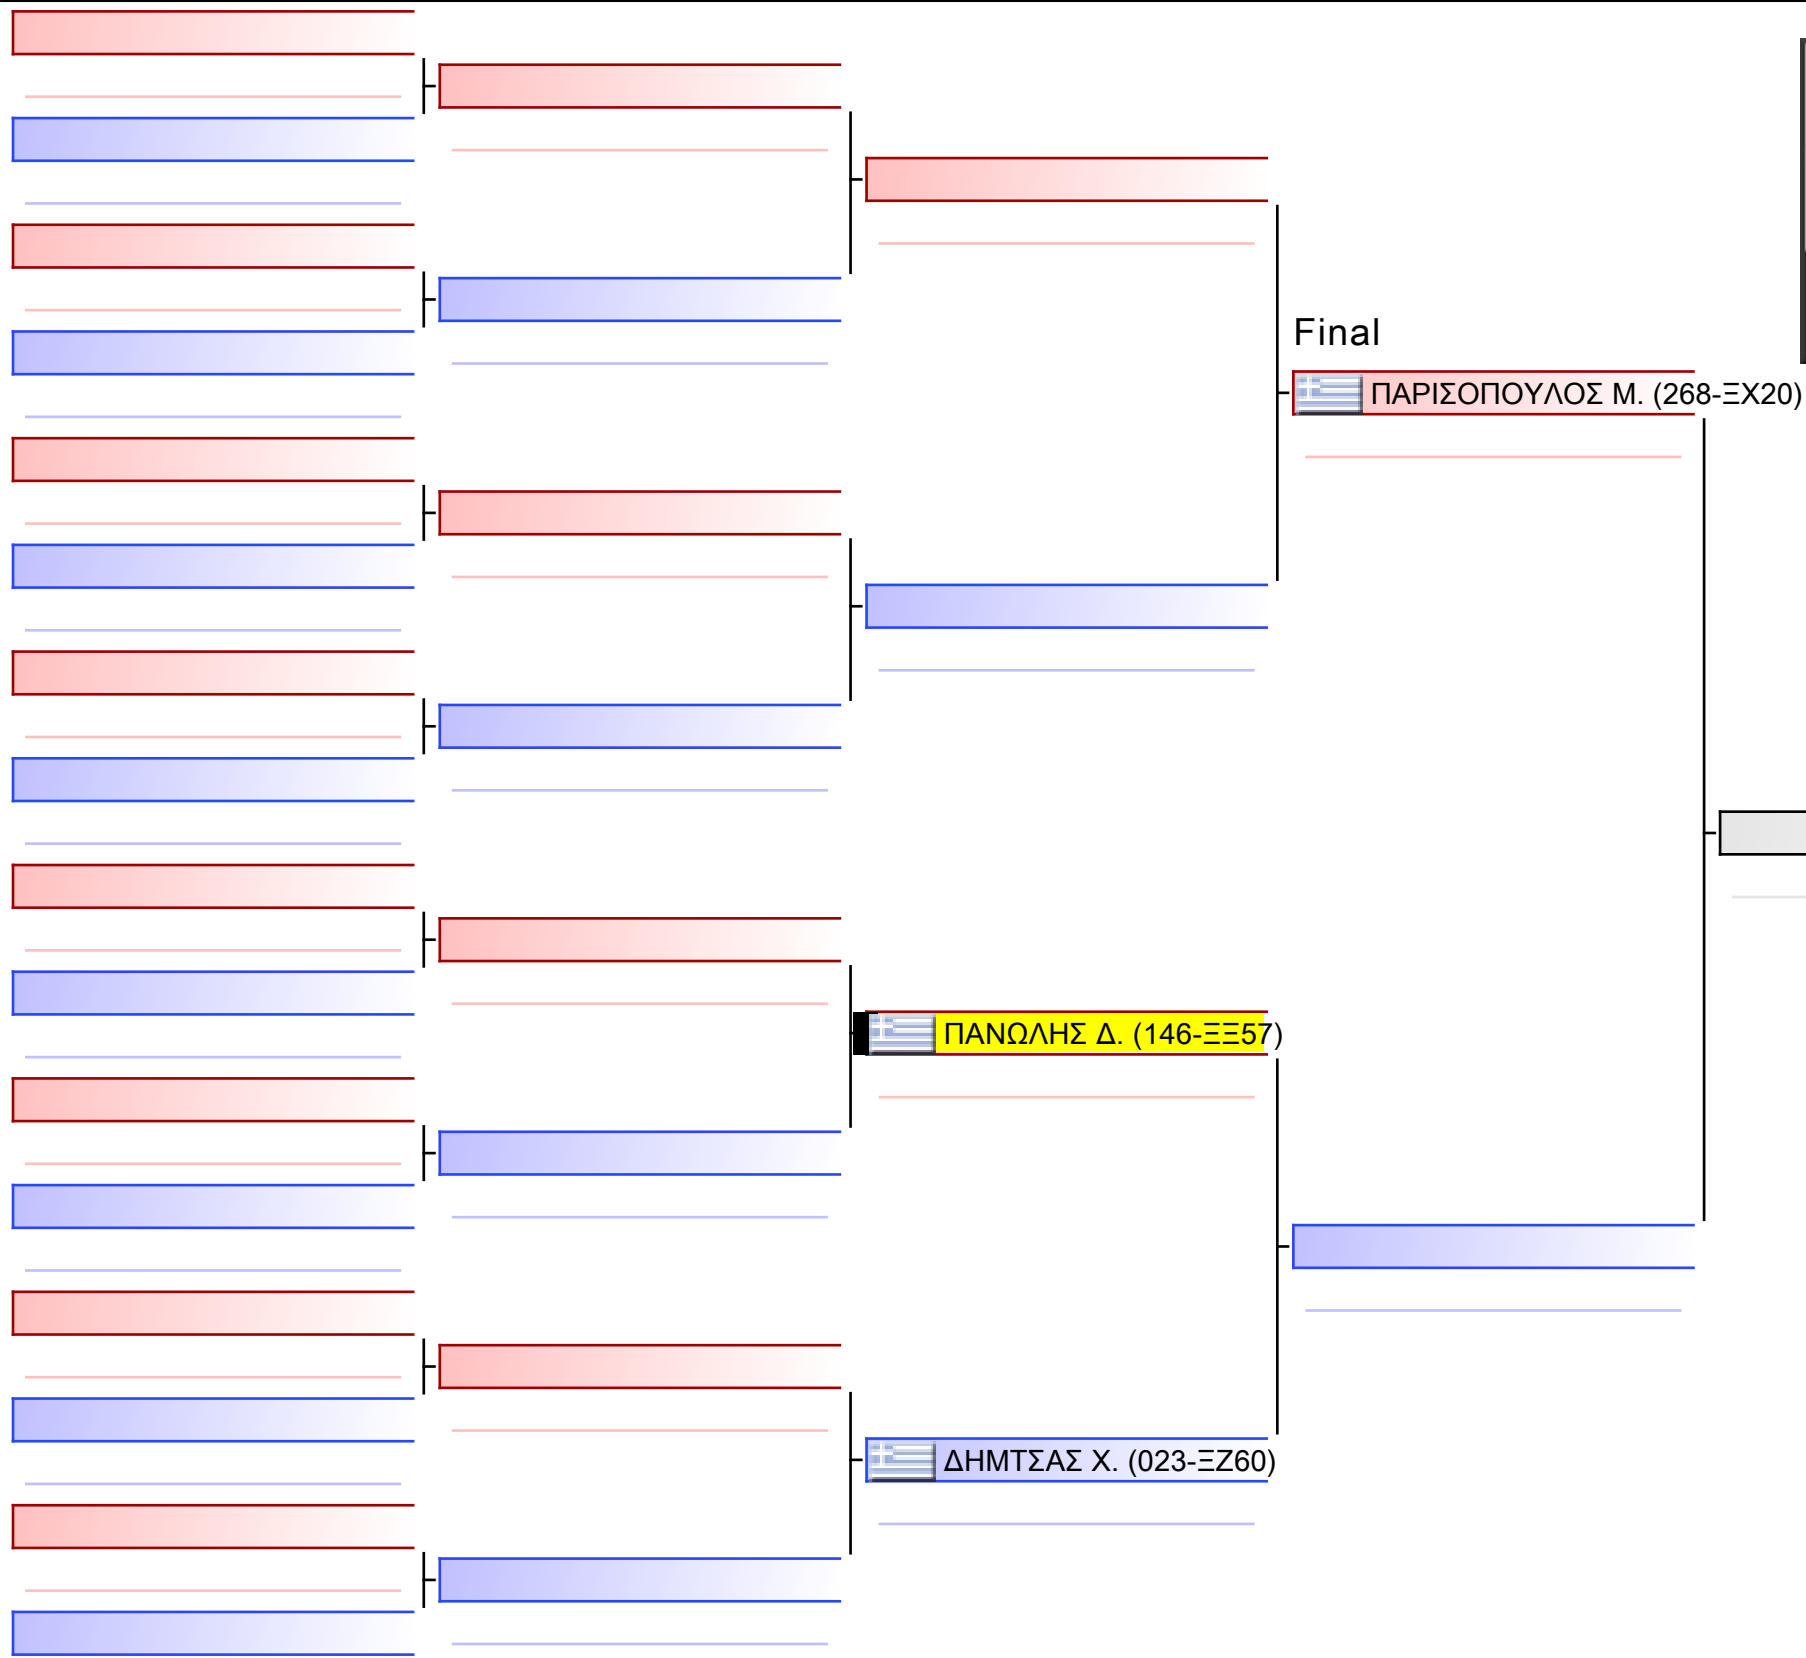 Final
ΠΑΡΙΣΟΠΟΥΛΟΣ Μ. (268-ΞΧ20)
ΠΑΝΩΛΗΣ Δ. (146-ΞΞ57)
ΔΗΜΤΣΑΣ Χ. (023-ΞΖ60)